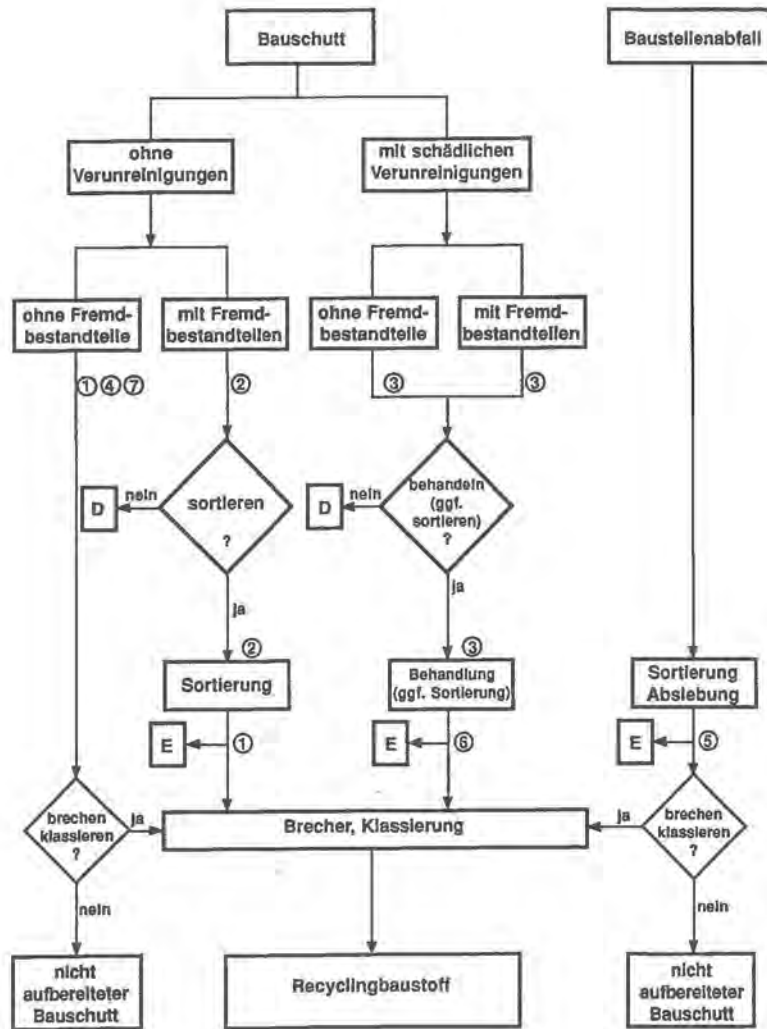 Bauschutt
Baustellenabfall
ohne
Verunreinigungen
mit schädlichen
Verunreinigungen
ohne Fremd-
bestandteile
mit Fremd-
bestandteilen
ohne Fremd-
bestandteile
mit Fremd-
bestandteilen
① ④ ⑦
②
③
③
D
nein
sortieren
?
D
nein
behandeln
(ggf.
sortieren)
?
ja
ja
②
③
Sortierung
Behandlung
(ggf. Sortierung)
Sortierung
Absiebung
E
①
E
⑥
E
⑤
brechen
klassieren
?
ja
Brecher, Klassierung
ja
brechen
klassieren
?
nein
nein
nicht
aufbereiteter
Bauschutt
Recyclingbaustoff
nicht
aufbereiteter
Bauschutt